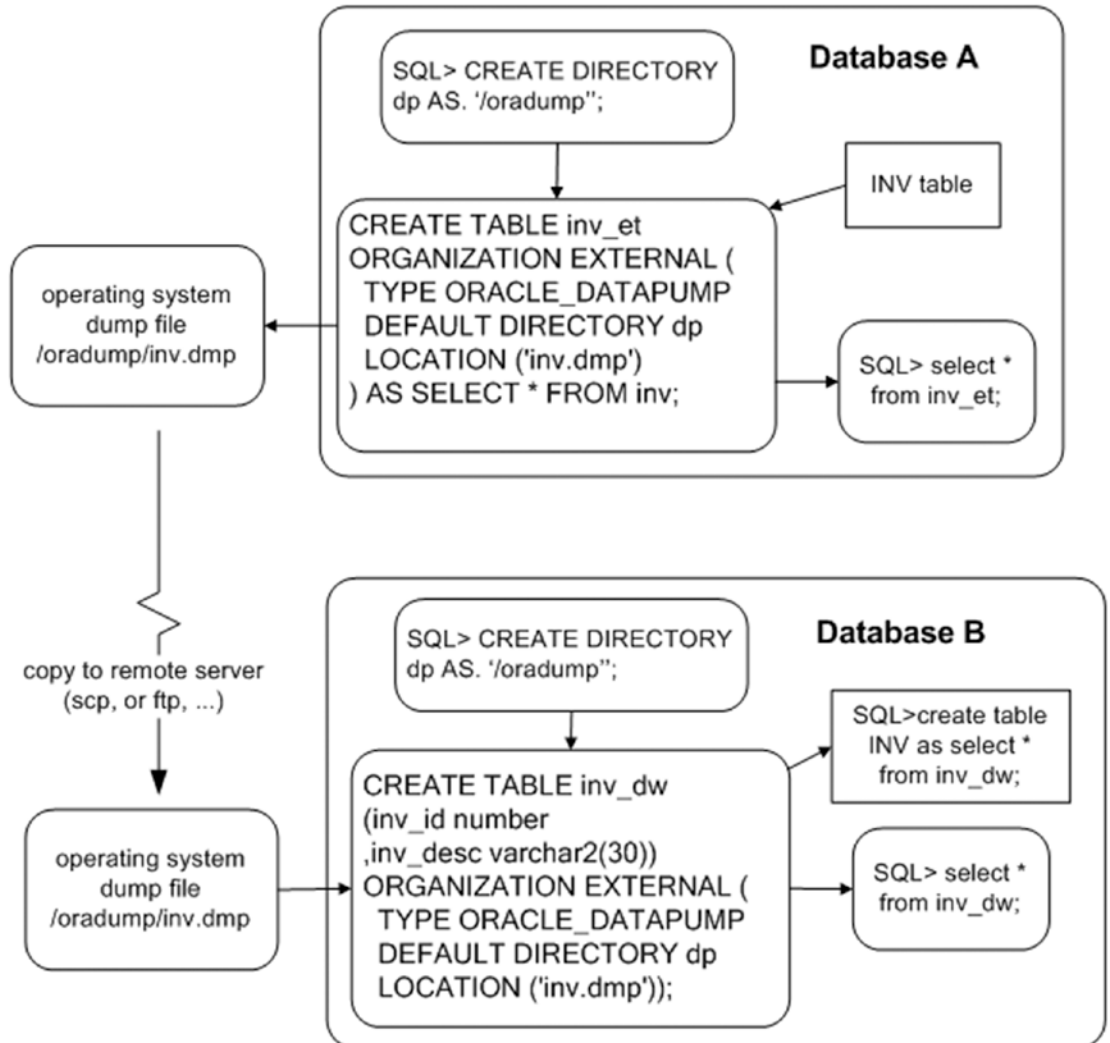 Database A
SQL> CREATE DIRECTORY
dp AS. '/oradump";
INV table
CREATE TABLE inv_et
ORGANIZATION EXTERNAL (
TYPE ORACLE_DATAPUMP
DEFAULT DIRECTORY dp
LOCATION ('inv.dmp')
) AS SELECT * FROM inv;
operating system
dump file
/oradump/inv.dmp
SQL> select *
from inv_et;
copy to remote server
(scp, or ftp, ...)
Database B
SQL> CREATE DIRECTORY
dp AS. '/oradump";
SQL>create table
INV as select *
from inv_dw;
CREATE TABLE inv_dw
(inv_id number
,inv_desc varchar2(30))
ORGANIZATION EXTERNAL (
TYPE ORACLE_DATAPUMP
DEFAULT DIRECTORY dp
LOCATION ('inv.dmp'));
operating system
dump file
/oradump/inv.dmp
SQL> select *
from inv_dw;